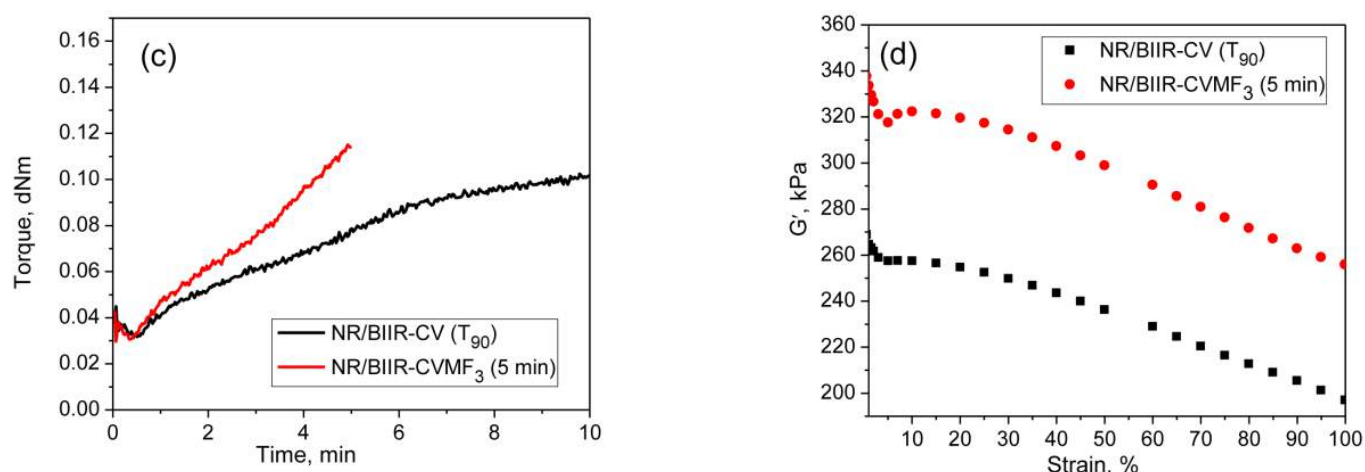 (c)
0.16
0.14
0.12
0.10
0.08
0.06
0.04
0.02
0.00
Torque, dNm
NR/BIIR-CV (T90)
NR/BIIR-CVMF3 (5 min)
0 2 4 6 8 10
Time, min
(d)
NR/BIIR-CV (T90)
NR/BIIR-CVMF3 (5 min)
360
340
320
300
280
260
240
220
200
G′, kPa
10 20 30 40 50 60 70 80 90 100
Strain, %